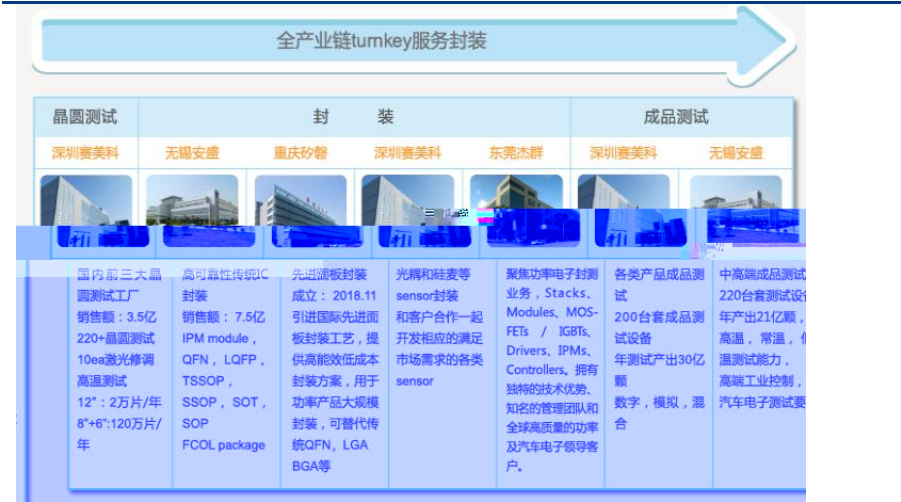 全产业链turnkey服务封装
晶圆测试
封 装
成品测试
深圳赛美科
无锡安盛
重庆矽磐
深圳赛美科
东莞杰群
深圳赛美科
无锡安盛
国内前三大晶
圆测试工厂
销售额：3.5亿
220+晶圆测试
10ea激光修调
高温测试
12"：2万片/年
8"+6":120万片/
年
高可靠性传统IC
封装
销售额：7.5亿
IPM module，
QFN，LQFP，
TSSOP，
SSOP，SOT，
SOP
FCOL package
先进面板封装
成立：2018.11
引进国际先进面
板封装工艺，提
供高能效低成本
封装方案，用于
功率产品大规模
封装，可替代传
统QFN，LGA
BGA等
光耦和硅麦等
sensor封装
和客户合作一起
开发相应的满足
市场需求的各类
sensor
聚焦功率电子封测
业务，Stacks、
Modules、MOS-
FETs / IGBTs、
Drivers、IPMs、
Controllers。拥有
独特的技术优势、
知名的管理团队和
全球高质量的功率
及汽车电子领导客
户。
各类产品成品测
试
200台套成品测
试设备
年测试产出30亿
颗
数字，模拟，混
合
中高端成品测试
220台套测试设
年产出21亿颗，
高温，常温，
温测试能力，
高端工业控制，
汽车电子测试要